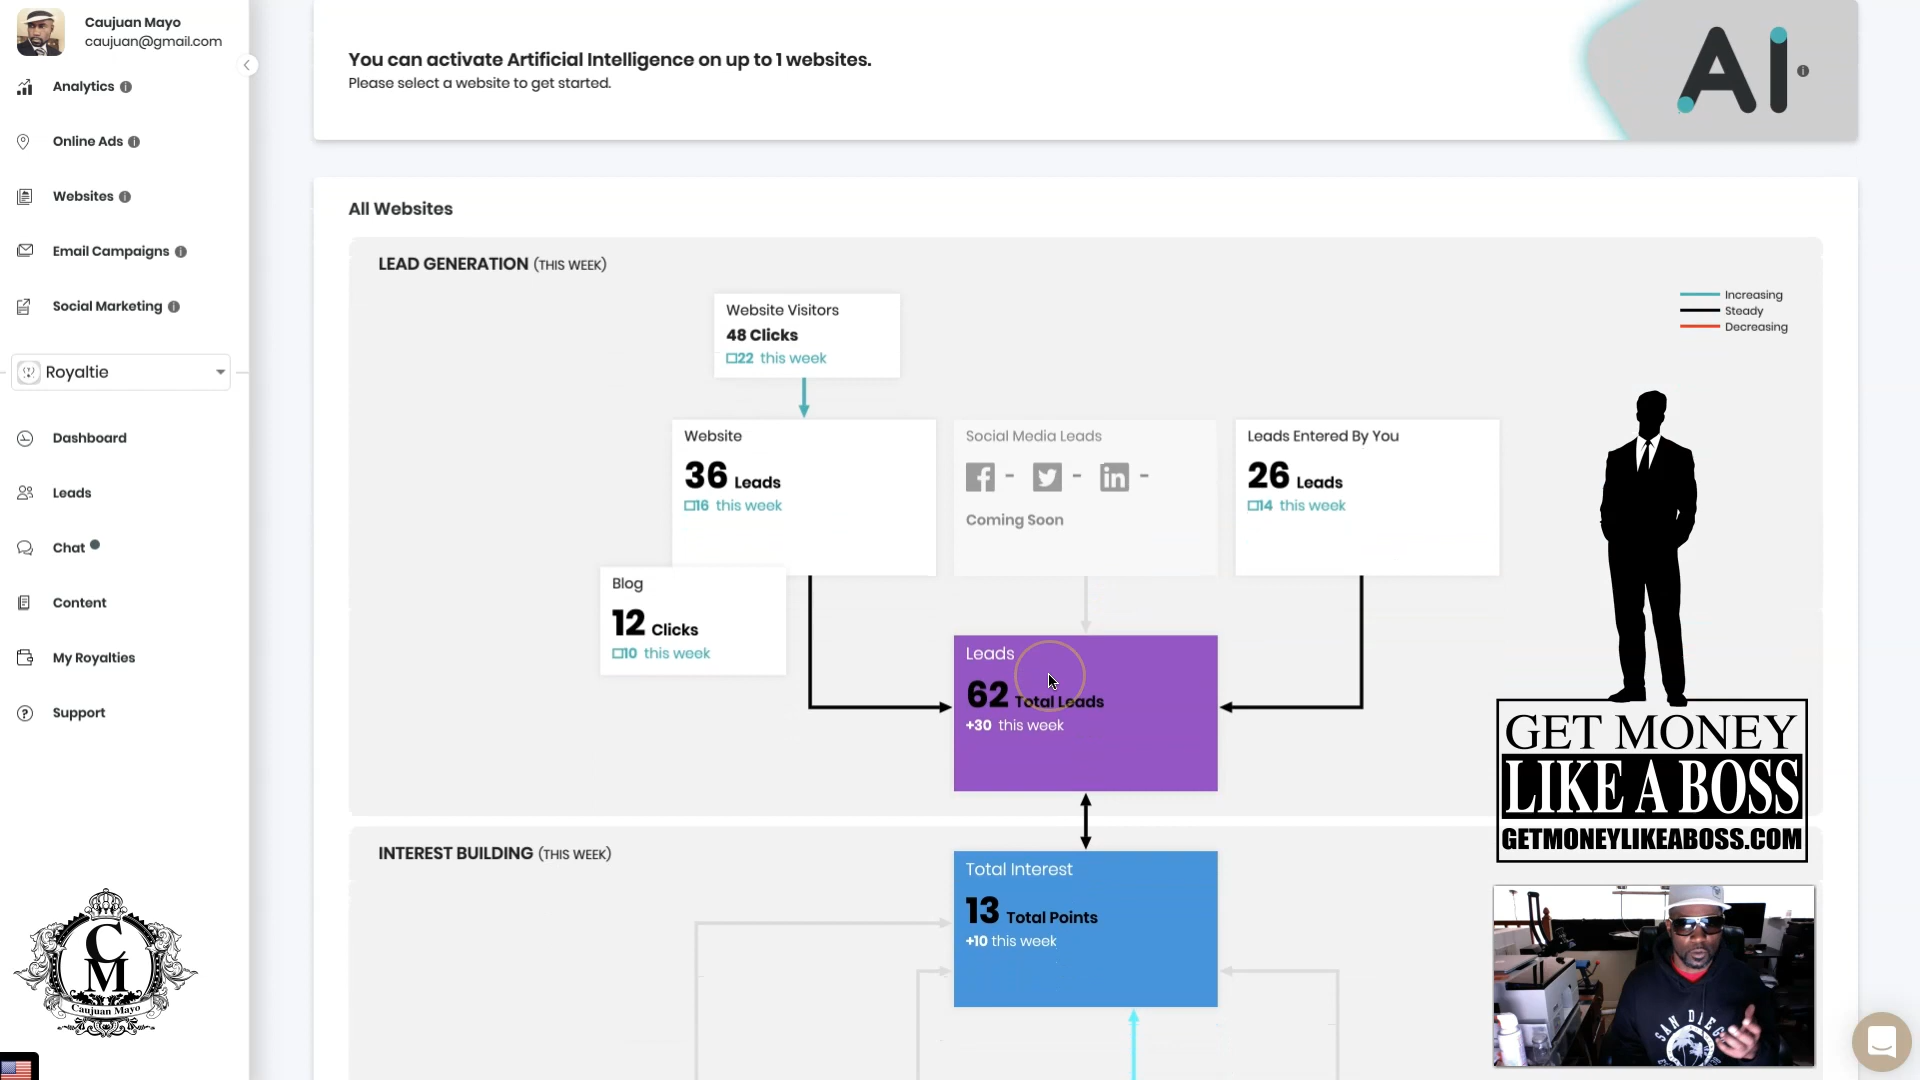 Caujuan Mayo
caujuan@gmail.com
Analytics
Online Ads
Websites
Email Campaigns
Social Marketing
Royaltie
Dashboard
Leads
Chat
Content
My Royalties
Support
C
M
Caujuan Mayo
You can activate Artificial Intelligence on up to 1 websites.
Please select a website to get started.
AI
All Websites
LEAD GENERATION (THIS WEEK)
Increasing
Steady
Decreasing
Website Visitors
48 Clicks
22 this week
Website
36 Leads
16 this week
Social Media Leads
- - -
Coming Soon
Leads Entered By You
26 Leads
14 this week
Blog
12 Clicks
10 this week
Leads
62 Total Leads
+30 this week
INTEREST BUILDING (THIS WEEK)
Total Interest
13 Total Points
+10 this week
GET MONEY
LIKE A BOSS
GETMONEYLIKEABOSS.COM
SAN DIEGO